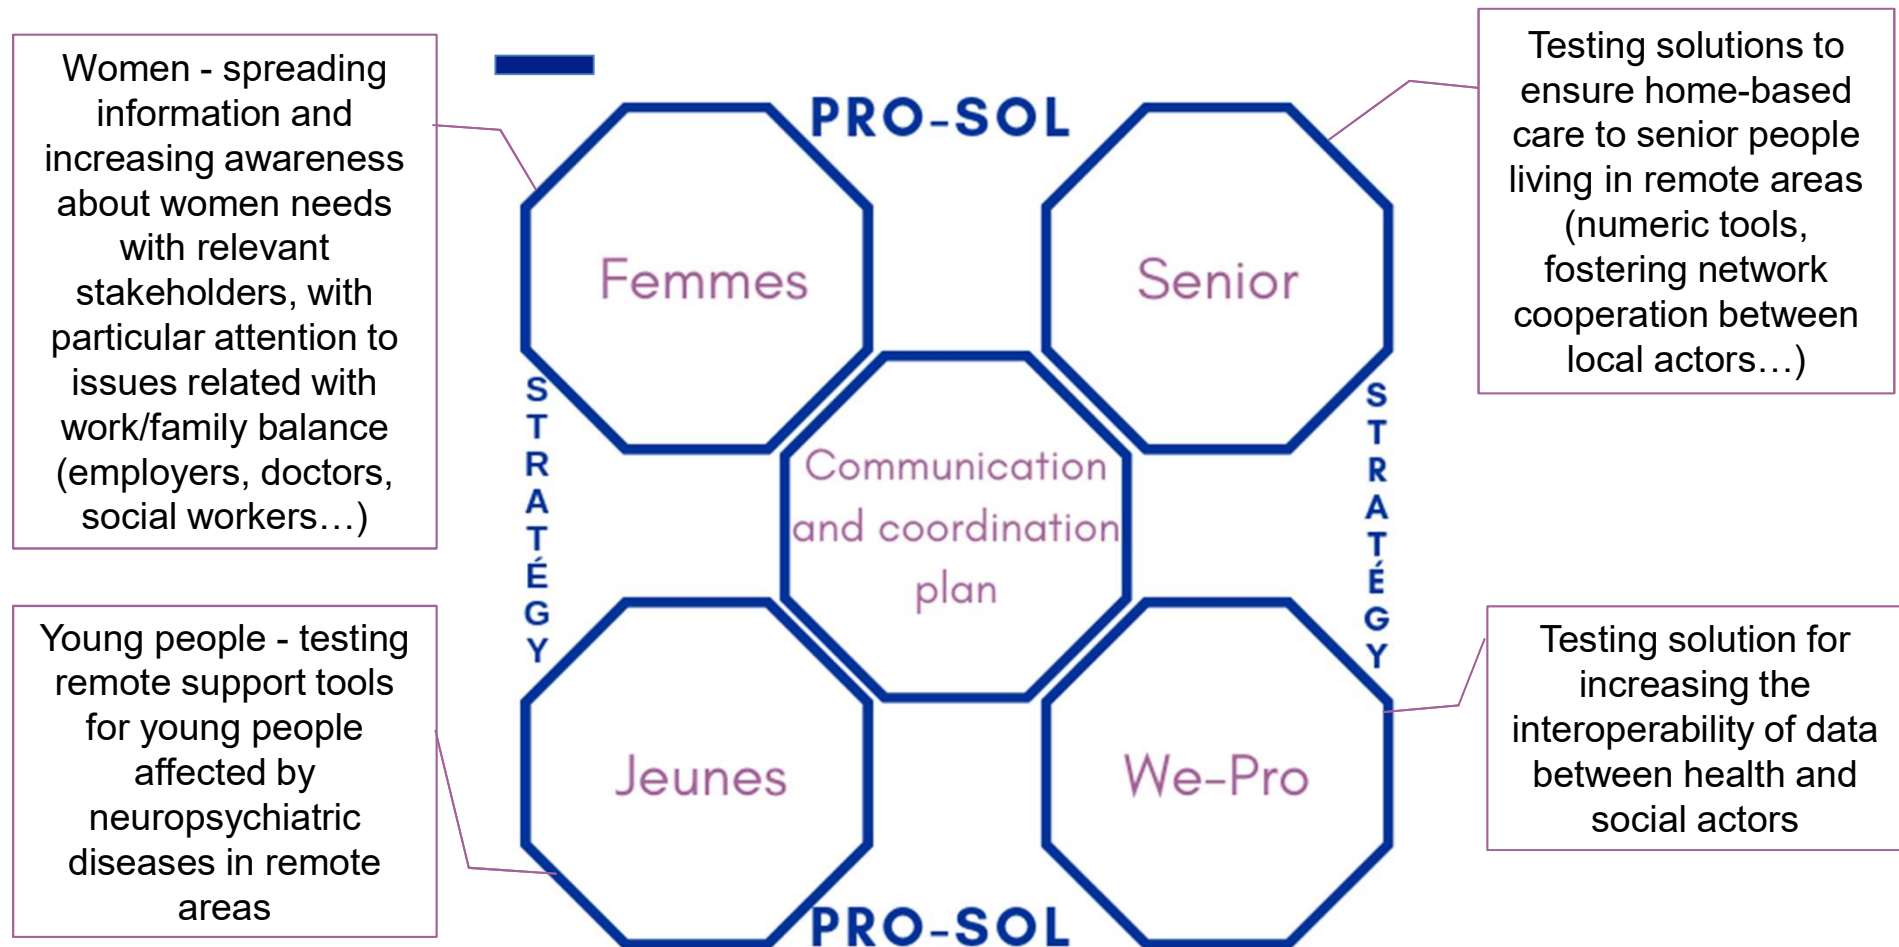 Women - spreading
information and
increasing awareness
about women needs
with relevant
stakeholders, with
particular attention to
issues related with
work/family balance
(employers, doctors,
social workers…)
PRO-SOL
Testing solutions to
ensure home-based
care to senior people
living in remote areas
(numeric tools,
fostering network
cooperation between
local actors…)
Femmes
Senior
STRATÉGY
Communication
and coordination
plan
STRATÉGY
Young people - testing
remote support tools
for young people
affected by
neuropsychiatric
diseases in remote
areas
Jeunes
We-Pro
Testing solution for
increasing the
interoperability of data
between health and
social actors
PRO-SOL